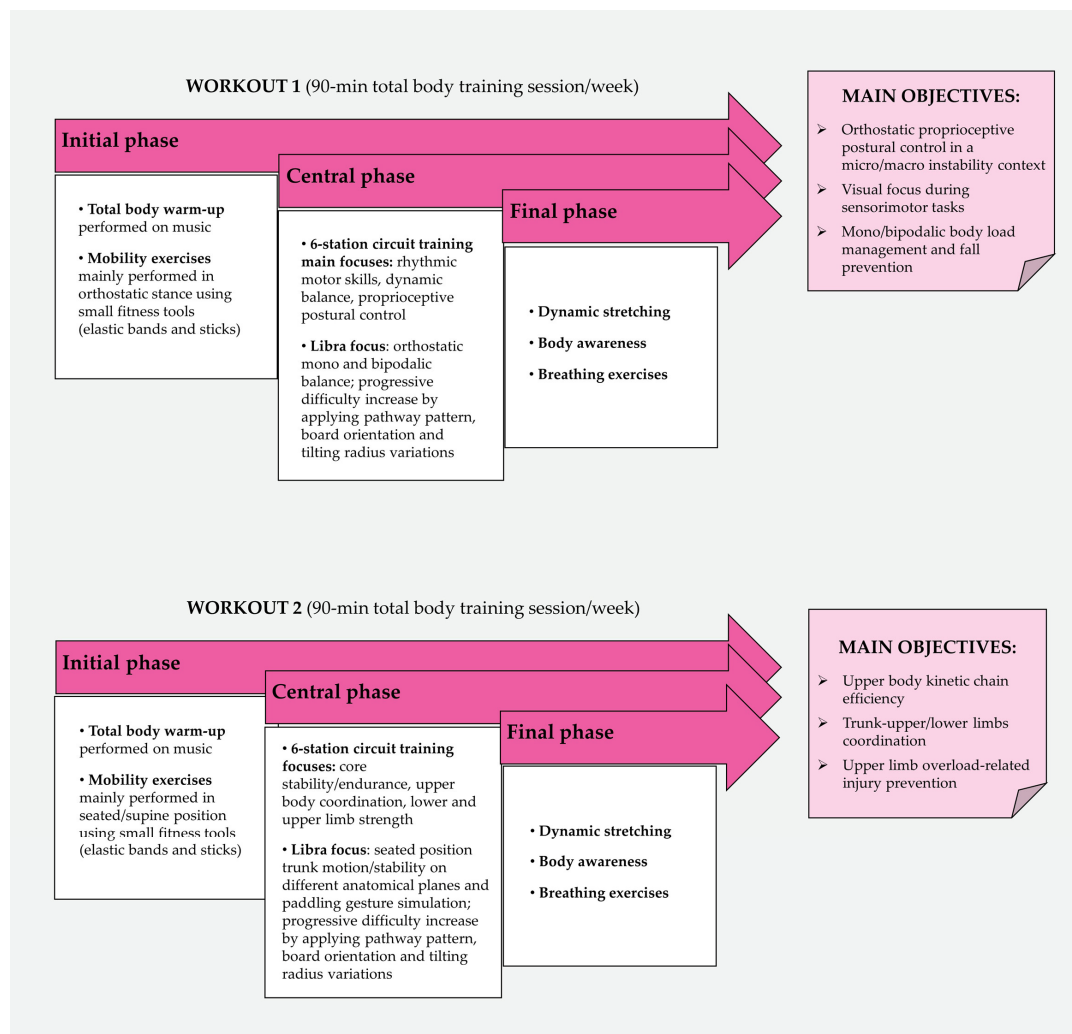 WORKOUT 1 (90-min total body training session/week)
Initial phase
• Total body warm-up
performed on music
• Mobility exercises
mainly performed in
orthostatic stance using
small fitness tools
(elastic bands and sticks)
Central phase
• 6-station circuit training
main focuses: rhythmic
motor skills, dynamic
balance, proprioceptive
postural control
• Libra focus: orthostatic
mono and bipodalic
balance; progressive
difficulty increase by
applying pathway pattern,
board orientation and
tilting radius variations
Final phase
• Dynamic stretching
• Body awareness
• Breathing exercises
MAIN OBJECTIVES:
➢ Orthostatic proprioceptive
postural control in a
micro/macro instability context
➢ Visual focus during
sensorimotor tasks
➢ Mono/bipodalic body load
management and fall
prevention
WORKOUT 2 (90-min total body training session/week)
Initial phase
• Total body warm-up
performed on music
• Mobility exercises
mainly performed in
seated/supine position
using small fitness tools
(elastic bands and sticks)
Central phase
• 6-station circuit training
focuses: core
stability/endurance, upper
body coordination, lower and
upper limb strength
• Libra focus: seated position
trunk motion/stability on
different anatomical planes and
paddling gesture simulation;
progressive difficulty increase
by applying pathway pattern,
board orientation and tilting
radius variations
Final phase
• Dynamic stretching
• Body awareness
• Breathing exercises
MAIN OBJECTIVES:
➢ Upper body kinetic chain
efficiency
➢ Trunk-upper/lower limbs
coordination
➢ Upper limb overload-related
injury prevention